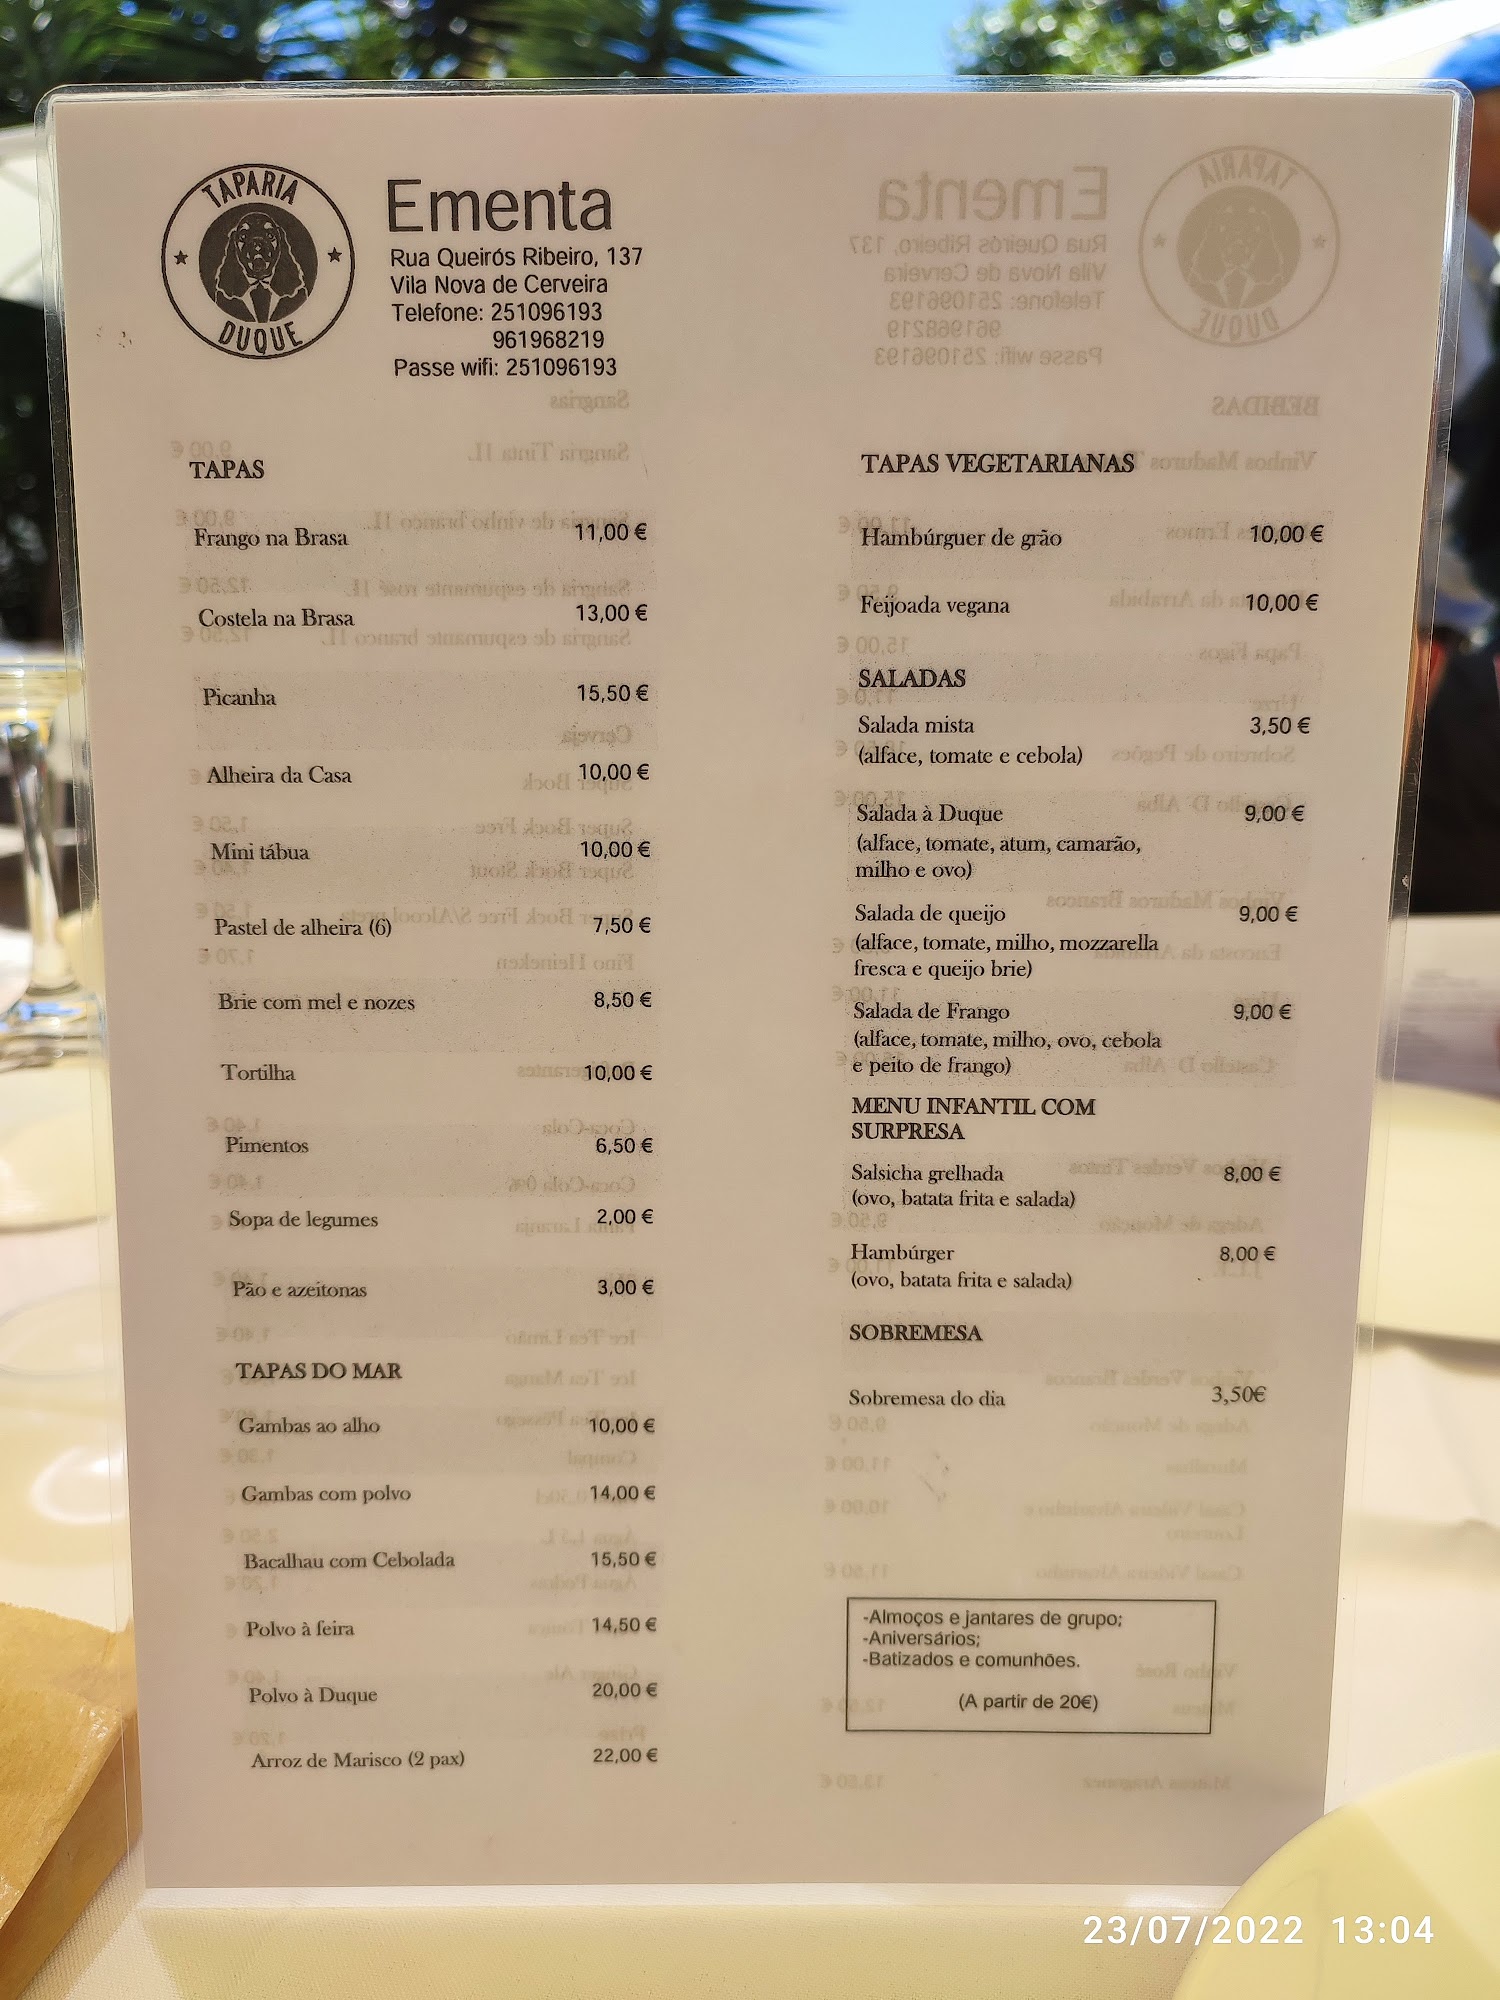 TAPARIA
DUQUE
Ementa
Rua Queirós Ribeiro, 137
Vila Nova de Cerveira
Telefone: 251096193
961968219
Passe wifi: 251096193
TAPAS
Frango na Brasa 11,00 €
Costela na Brasa 13,00 €
Picanha 15,50 €
Alheira da Casa 10,00 €
Mini tábua 10,00 €
Pastel de alheira (6) 7,50 €
Brie com mel e nozes 8,50 €
Tortilha 10,00 €
Pimentos 6,50 €
Sopa de legumes 2,00 €
Pão e azeitonas 3,00 €
TAPAS DO MAR
Gambas ao alho 10,00 €
Gambas com polvo 14,00 €
Bacalhau com Cebolada 15,50 €
Polvo à feira 14,50 €
Polvo à Duque 20,00 €
Arroz de Marisco (2 pax) 22,00 €
TAPAS VEGETARIANAS
Hambúrguer de grão 10,00 €
Feijoada vegana 10,00 €
SALADAS
Salada mista 3,50 €
(alface, tomate e cebola)
Salada à Duque 9,00 €
(alface, tomate, atum, camarão,
milho e ovo)
Salada de queijo 9,00 €
(alface, tomate, milho, mozzarella
fresca e queijo brie)
Salada de Frango 9,00 €
(alface, tomate, milho, ovo, cebola
e peito de frango)
MENU INFANTIL COM
SURPRESA
Salsicha grelhada 8,00 €
(ovo, batata frita e salada)
Hambúrger 8,00 €
(ovo, batata frita e salada)
SOBREMESA
Sobremesa do dia 3,50€
-Almoços e jantares de grupo;
-Aniversários;
-Batizados e comunhões.
(A partir de 20€)
23/07/2022 13:04